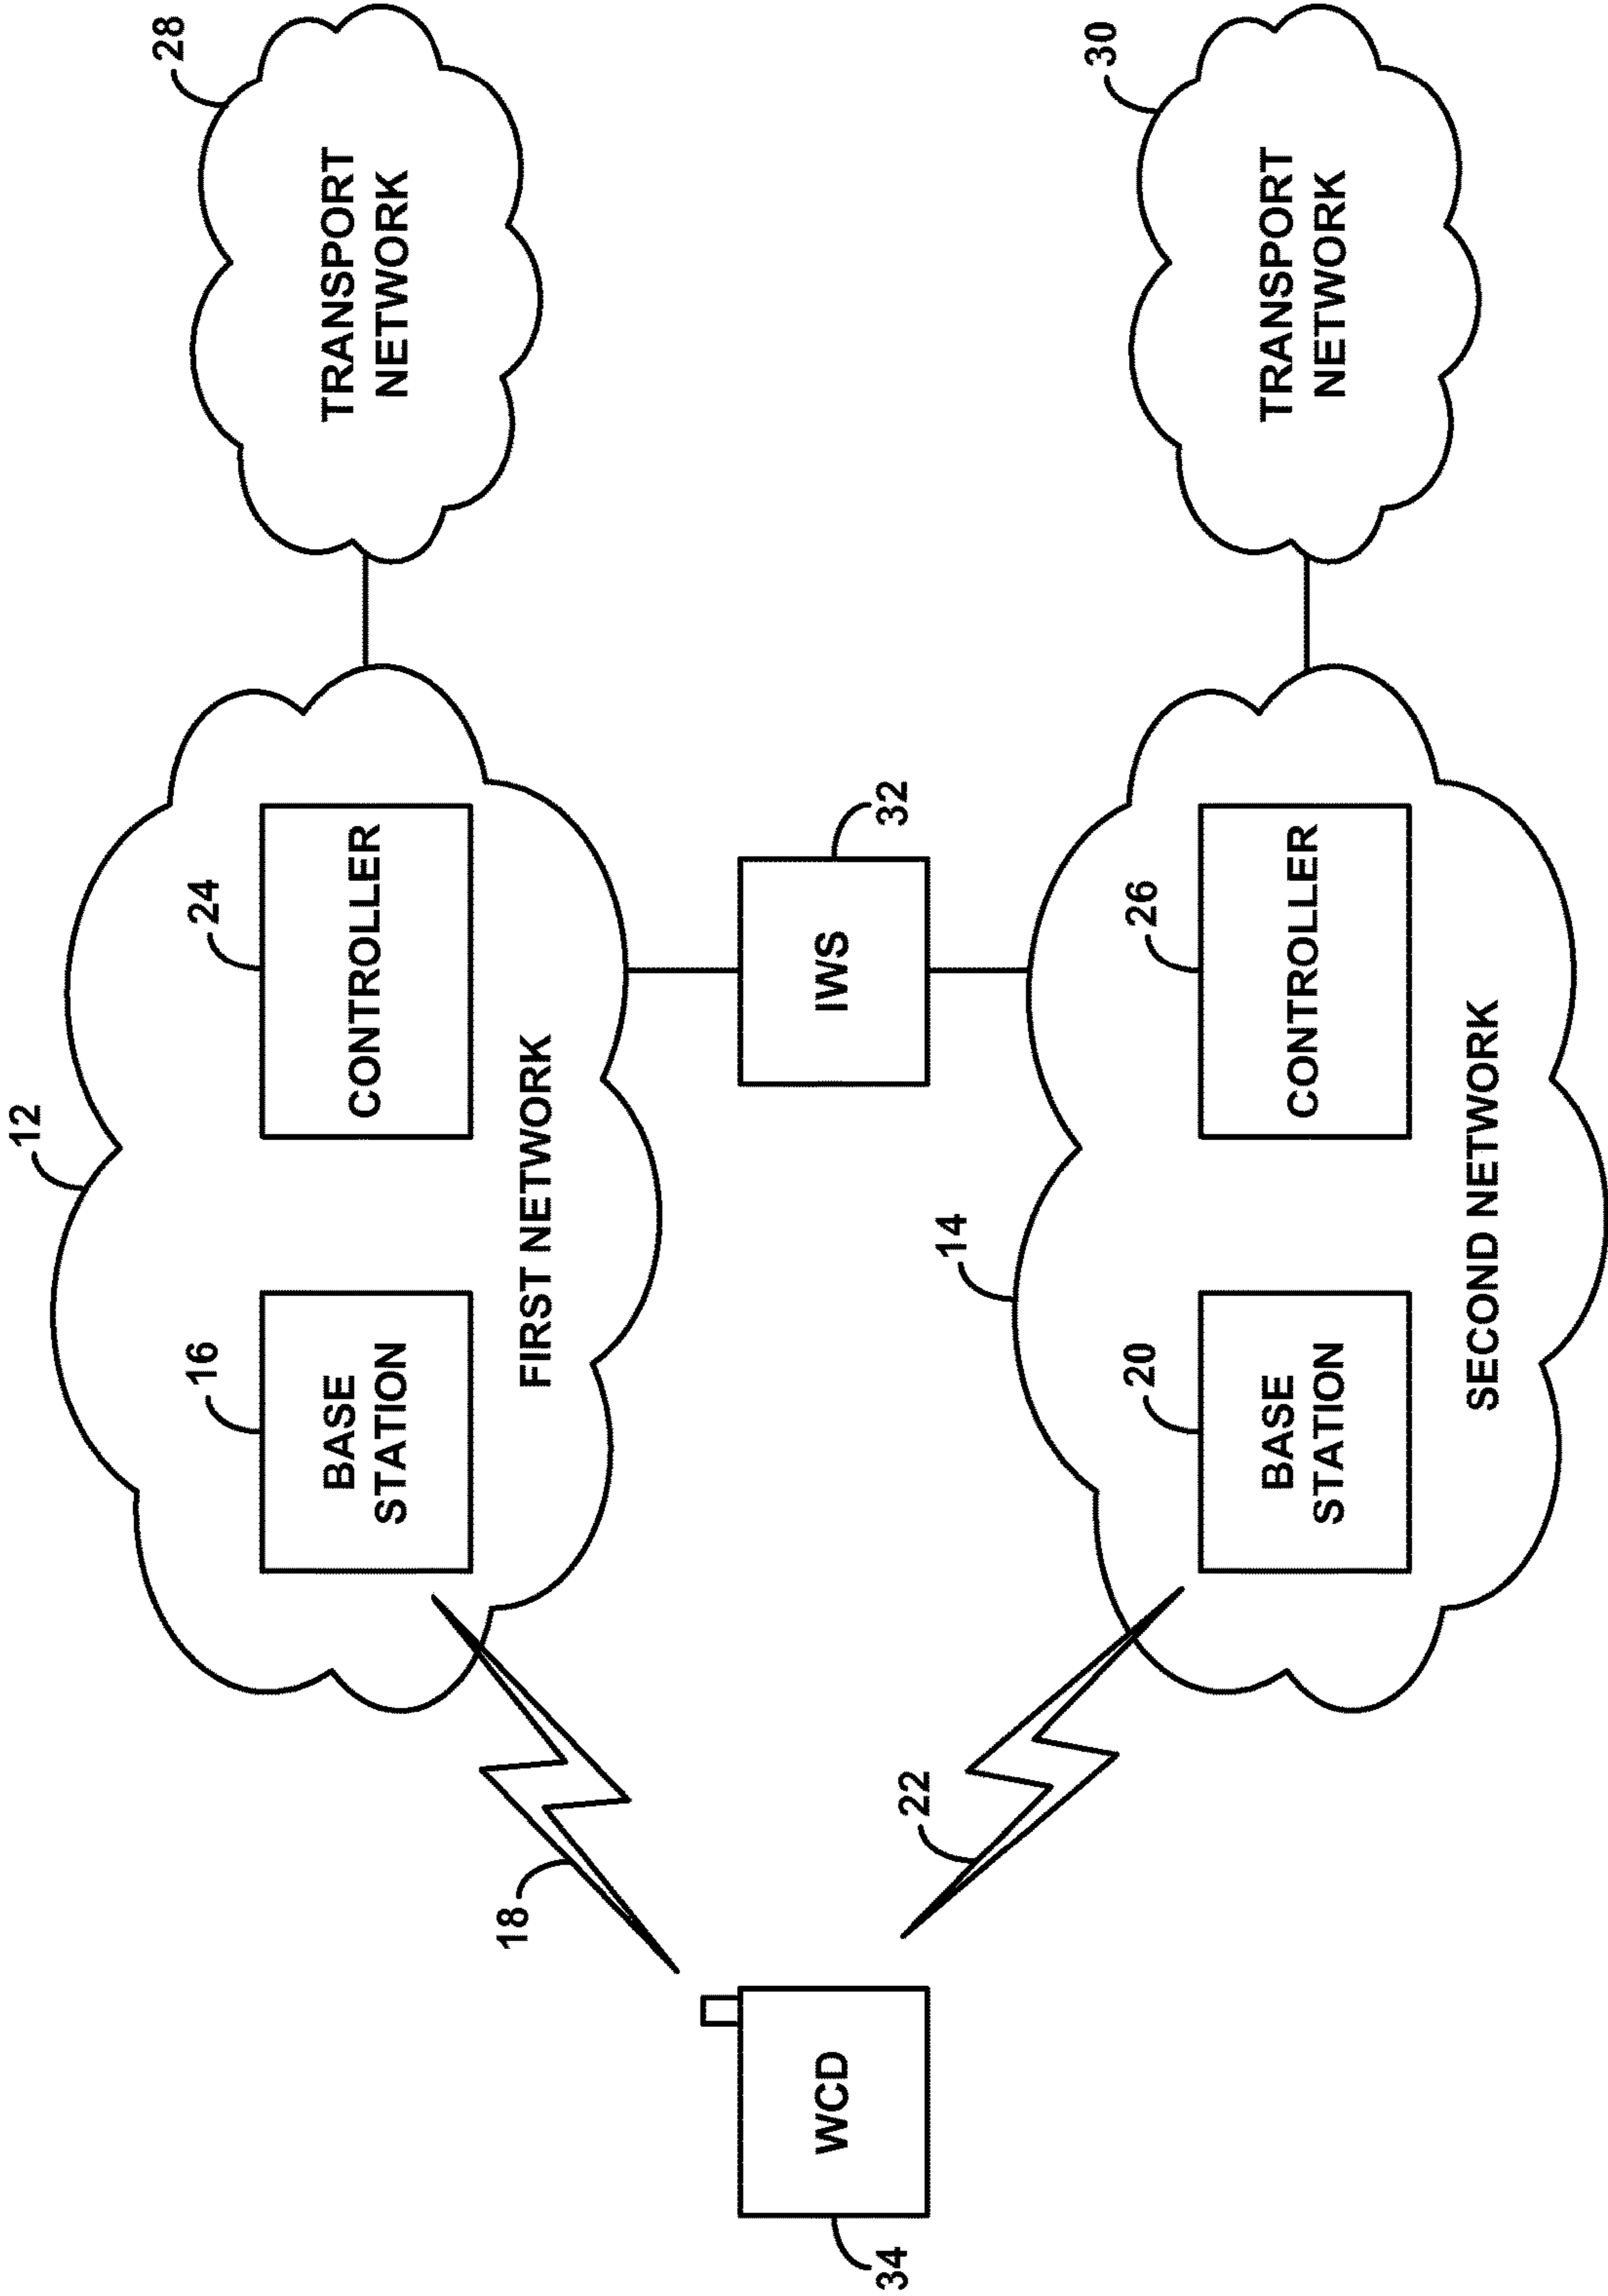 12
24
28
16
BASE
STATION
CONTROLLER
TRANSPORT
NETWORK
FIRST NETWORK
18
34
WCD
IWS
32
22
14
20
26
30
BASE
STATION
CONTROLLER
TRANSPORT
NETWORK
SECOND NETWORK